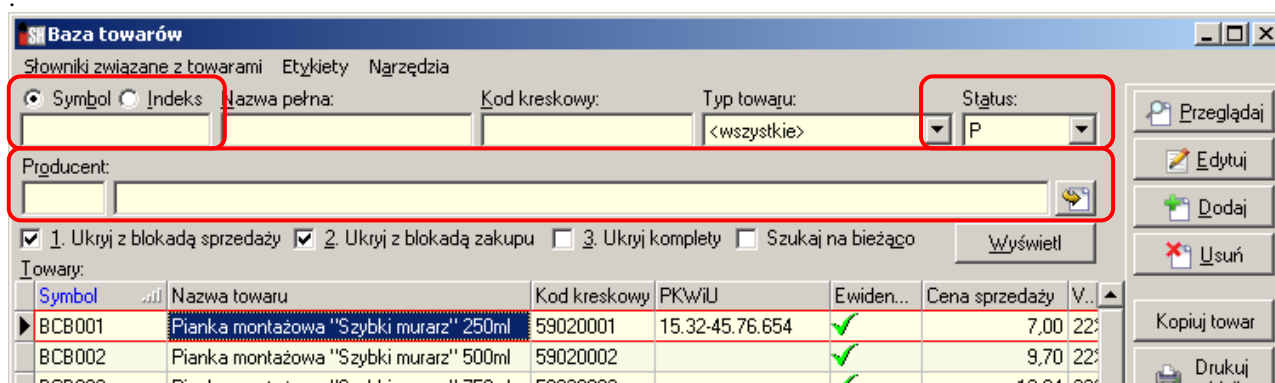 .
SH Baza towarów
Słowniki związane z towarami Etykiety Narzędzia
Symbol Indeks Nazwa pełna: Kod kreskowy: Typ towaru: Status:
<wszystkie> P
Przeglądaj
Producent:
Edytuj
Dodaj
1. Ukryj z blokadą sprzedaży 2. Ukryj z blokadą zakupu 3. Ukryj komplety Szukaj na bieżąco Wyświetl
Usuń
Towary:
Symbol Nazwa towaru Kod kreskowy PKWiU Ewiden... Cena sprzedaży V...
BCB001 Pianka montażowa "Szybki murarz" 250ml 59020001 15.32-45.76.654 7,00 22
Kopiuj towar
BCB002 Pianka montażowa "Szybki murarz" 500ml 59020002 9,70 22
Drukuj